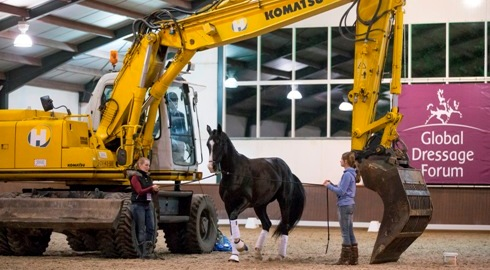 KOMATSU
H
Global
Dressage
Forum